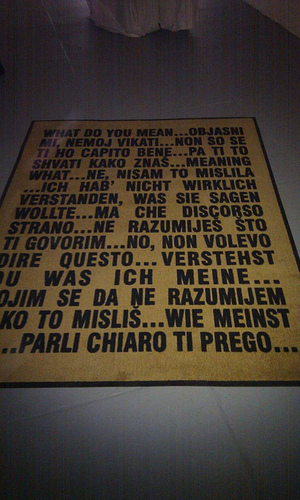 WHAT DO YOU MEAN...OBJASNI
MI, NEMOJ VIKATI...NON SO SE
TI HO CAPITO BENE...PA TI TO
SHVATI KAKO ZNAŠ...MEANING
WHAT...NE, NISAM TO MISLILA
...ICH HAB' NICHT WIRKLICH
VERSTANDEN, WAS SIE SAGEN
WOLLTE...MA CHE DISCORSO
STRANO...NE RAZUMIJEŠ ŠTO
TI GOVORIM...NO, NON VOLEVO
DIRE QUESTO...VERSTEHST
DU WAS ICH MEINE...
OJIM SE DA NE RAZUMIJEM
KO TO MISLIŠ...WIE MEINST
...PARLI CHIARO TI PREGO...